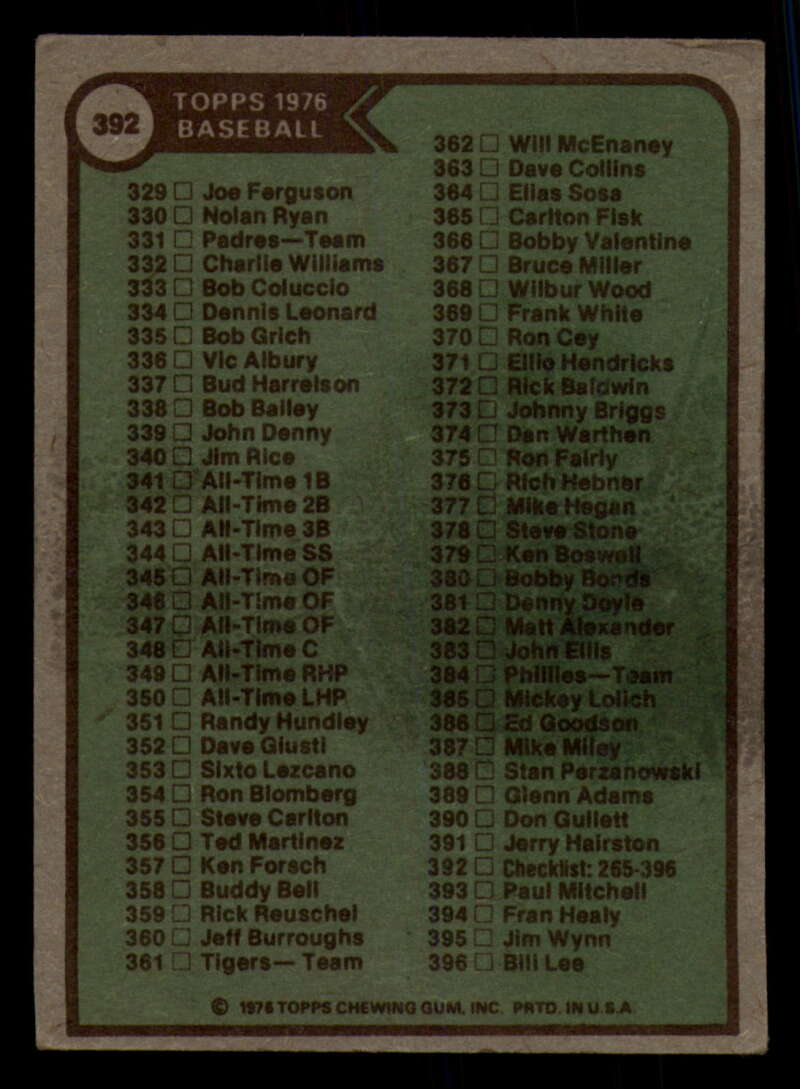 392
TOPPS 1976
BASEBALL
329 Joe Ferguson
330 Nolan Ryan
331 Padres—Team
332 Charlie Williams
333 Bob Coluccio
334 Dennis Leonard
335 Bob Grich
336 Vic Albury
337 Bud Harrelson
338 Bob Bailey
339 John Denny
340 Jim Rice
341 All-Time 1B
342 All-Time 2B
343 All-Time 3B
344 All-Time SS
345 All-Time OF
346 All-Time OF
347 All-Time OF
348 All-Time C
349 All-Time RHP
350 All-Time LHP
351 Randy Hundley
352 Dave Giusti
353 Sixto Lezcano
354 Ron Blomberg
355 Steve Carlton
356 Ted Martinez
357 Ken Forsch
358 Buddy Bell
359 Rick Reuschel
360 Jeff Burroughs
361 Tigers—Team
362 Will McEnaney
363 Dave Collins
364 Elias Sosa
365 Carlton Fisk
366 Bobby Valentine
367 Bruce Miller
368 Wilbur Wood
369 Frank White
370 Ron Cey
371 Ellie Hendricks
372 Rick Baldwin
373 Johnny Briggs
374 Dan Warthen
375 Ron Fairly
376 Rich Hebner
377 Mike Hegan
378 Steve Stone
379 Ken Boswell
380 Bobby Bonds
381 Denny Doyle
382 Matt Alexander
383 John Ellis
384 Phillies—Team
385 Mickey Lolich
386 Ed Goodson
387 Mike Miley
388 Stan Perzanowski
389 Glenn Adams
390 Don Gullett
391 Jerry Hairston
392 Checklist: 265-396
393 Paul Mitchell
394 Fran Healy
395 Jim Wynn
396 Bill Lee
© 1976 TOPPS CHEWING GUM, INC. PRTD. IN U.S.A